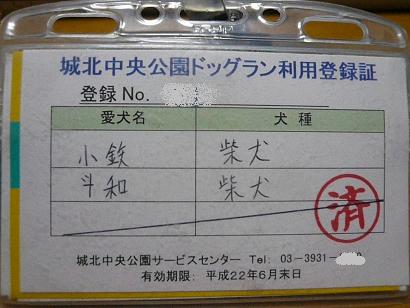 城北中央公園ドッグラン利用登録証
登録No.
愛犬名 犬種
小鉄 柴犬
斗和 柴犬
済
城北中央公園サービスセンター Tel: 03-3931-
有効期限: 平成22年6月末日